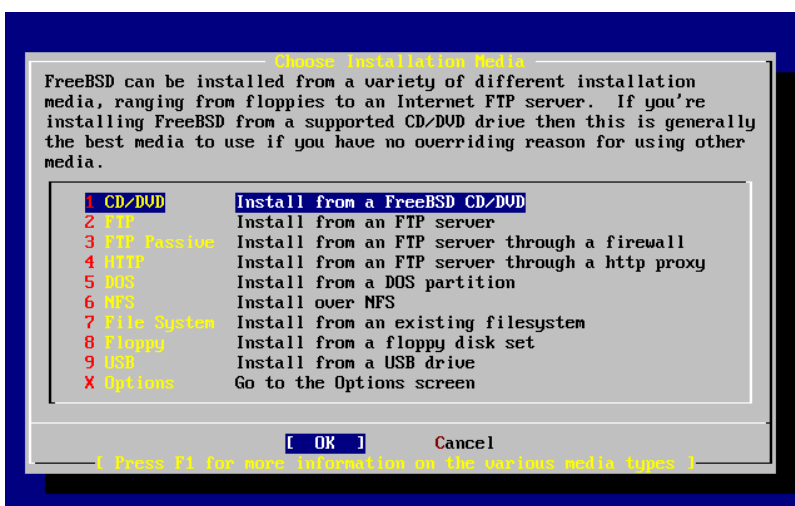 Choose Installation Media
FreeBSD can be installed from a variety of different installation
media, ranging from floppies to an Internet FTP server.  If you're
installing FreeBSD from a supported CD/DVD drive then this is generally
the best media to use if you have no overriding reason for using other
media.
1 CD/DVD Install from a FreeBSD CD/DVD
2 FTP Install from an FTP server
3 FTP Passive Install from an FTP server through a firewall
4 HTTP Install from an FTP server through a http proxy
5 DOS Install from a DOS partition
6 NFS Install over NFS
7 File System Install from an existing filesystem
8 Floppy Install from a floppy disk set
9 USB Install from a USB drive
X Options Go to the Options screen
[ OK ] Cancel
[ Press F1 for more information on the various media types ]